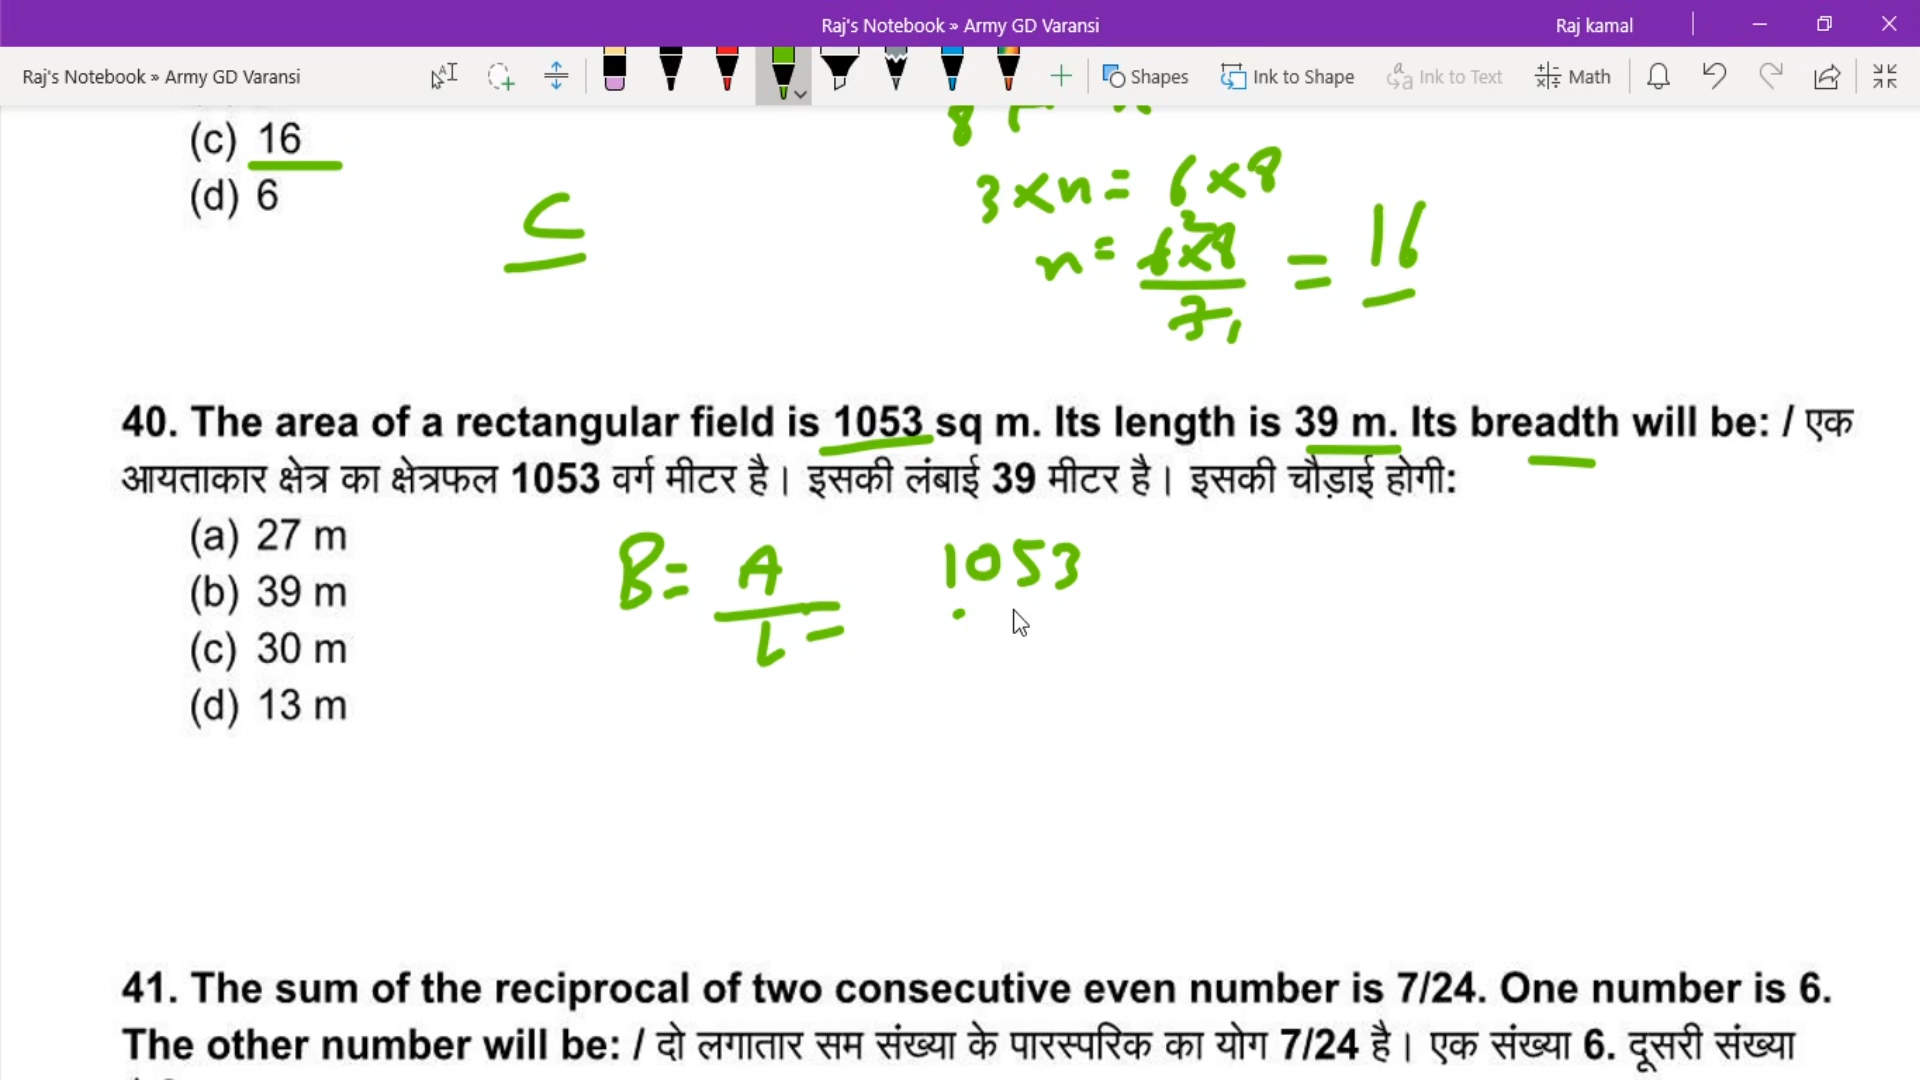 Raj's Notebook » Army GD Varansi
Raj kamal
Raj's Notebook » Army GD Varansi
Shapes
Ink to Shape
Ink to Text
Math
(c) 16
(d) 6
C
3 × n = 6 × 8
n = 6 × 8 / 3 = 16
2
1
40. The area of a rectangular field is 1053 sq m. Its length is 39 m. Its breadth will be: / एक
आयताकार क्षेत्र का क्षेत्रफल 1053 वर्ग मीटर है। इसकी लंबाई 39 मीटर है। इसकी चौड़ाई होगी:
(a) 27 m
(b) 39 m
(c) 30 m
(d) 13 m
B = A / L = 1053
41. The sum of the reciprocal of two consecutive even number is 7/24. One number is 6.
The other number will be: / दो लगातार सम संख्या के पारस्परिक का योग 7/24 है। एक संख्या 6. दूसरी संख्या